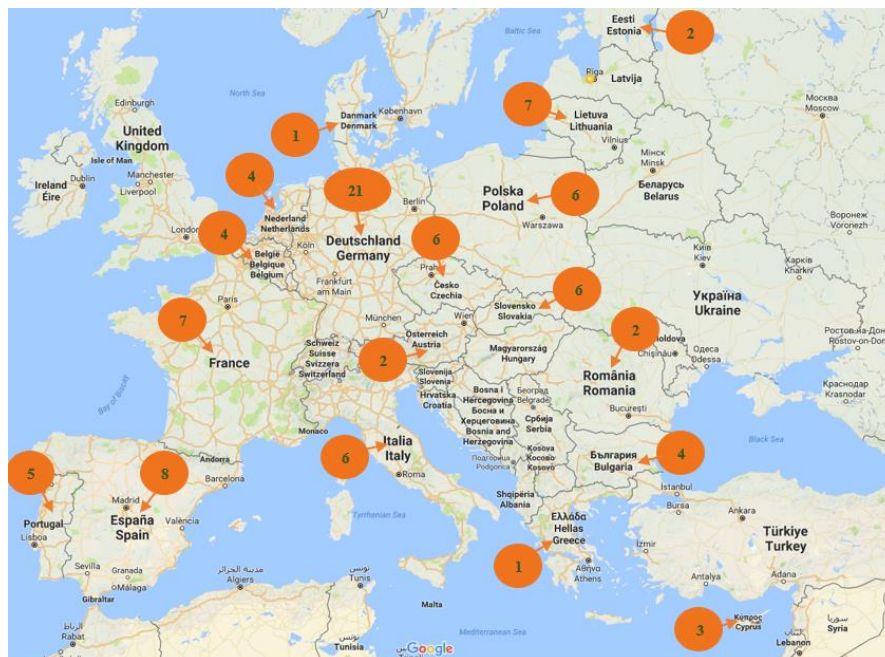 Eesti
Estonia
2
Baltic Sea
Rīga
Latvija
Edinburgh
North Sea
Danmark
Denmark
København
1
7
Lietuva
Lithuania
Vilnius
Москва
Moscow
United
Kingdom
Isle of Man
Ireland
Éire
Dublin
Manchester
Liverpool
Мінск
Minsk
Беларусь
Belarus
4
21
Berlin
Polska
Poland
6
Warszawa
Воронеж
Voronezh
London
Nederland
Netherlands
Köln
Deutschland
Germany
4
België
Belgique
Belgium
Frankfurt
am Main
6
Česko
Czechia
Київ
Kiev
Харків
Kharkiv
Україна
Ukraine
Paris
7
France
München
Wien
Slovensko
Slovakia
6
Schweiz
Suisse
Svizzera
Switzerland
Österreich
Austria
2
Magyarország
Hungary
2
Chișinău
Одеса
Odessa
Ростов-на-Дону
Rostov-on-Don
România
Romania
București
Краснодар
Krasnodar
Slovenija
Slovenia
Hrvatska
Croatia
Bosna i
Hercegovina
Босна и
Херцеговина
Bosnia and
Herzegovina
Београд
Belgrade
Србија
Serbia
Bay of Biscay
Monaco
Italia
Italy
6
Roma
Подгорица
Podgorica
Kosova
Косово
Kosovo
България
Bulgaria
4
Black Sea
Andorra
Barcelona
5
8
Madrid
España
Spain
València
Portugal
Lisboa
Sevilla
Granada
Málaga
Gibraltar
Tyrrhenian Sea
Shqipëria
Albania
İstanbul
Bursa
Ankara
Türkiye
Turkey
İzmir
Antalya
Adana
Ελλάδα
Hellas
Greece
Αθήνα
Athens
1
مدينة الجزائر
Algiers
تونس
Tunis
Malta
الرباط
Rabat
تونس
Tunisia
Mediterranean Sea
Google
3
Κύπρος
Cyprus
سوريا
Syria
لبنان
Lebanon